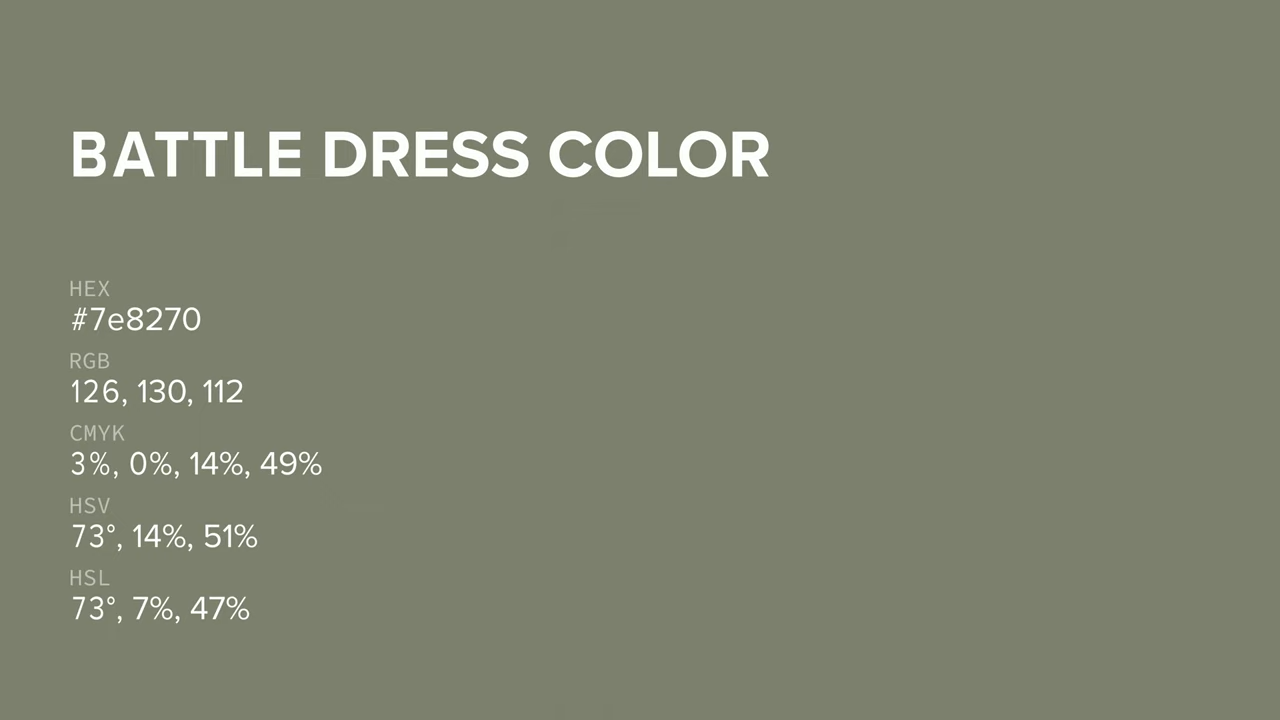 BATTLE DRESS COLOR
HEX
#7e8270
RGB
126, 130, 112
CMYK
3%, 0%, 14%, 49%
HSV
73°, 14%, 51%
HSL
73°, 7%, 47%